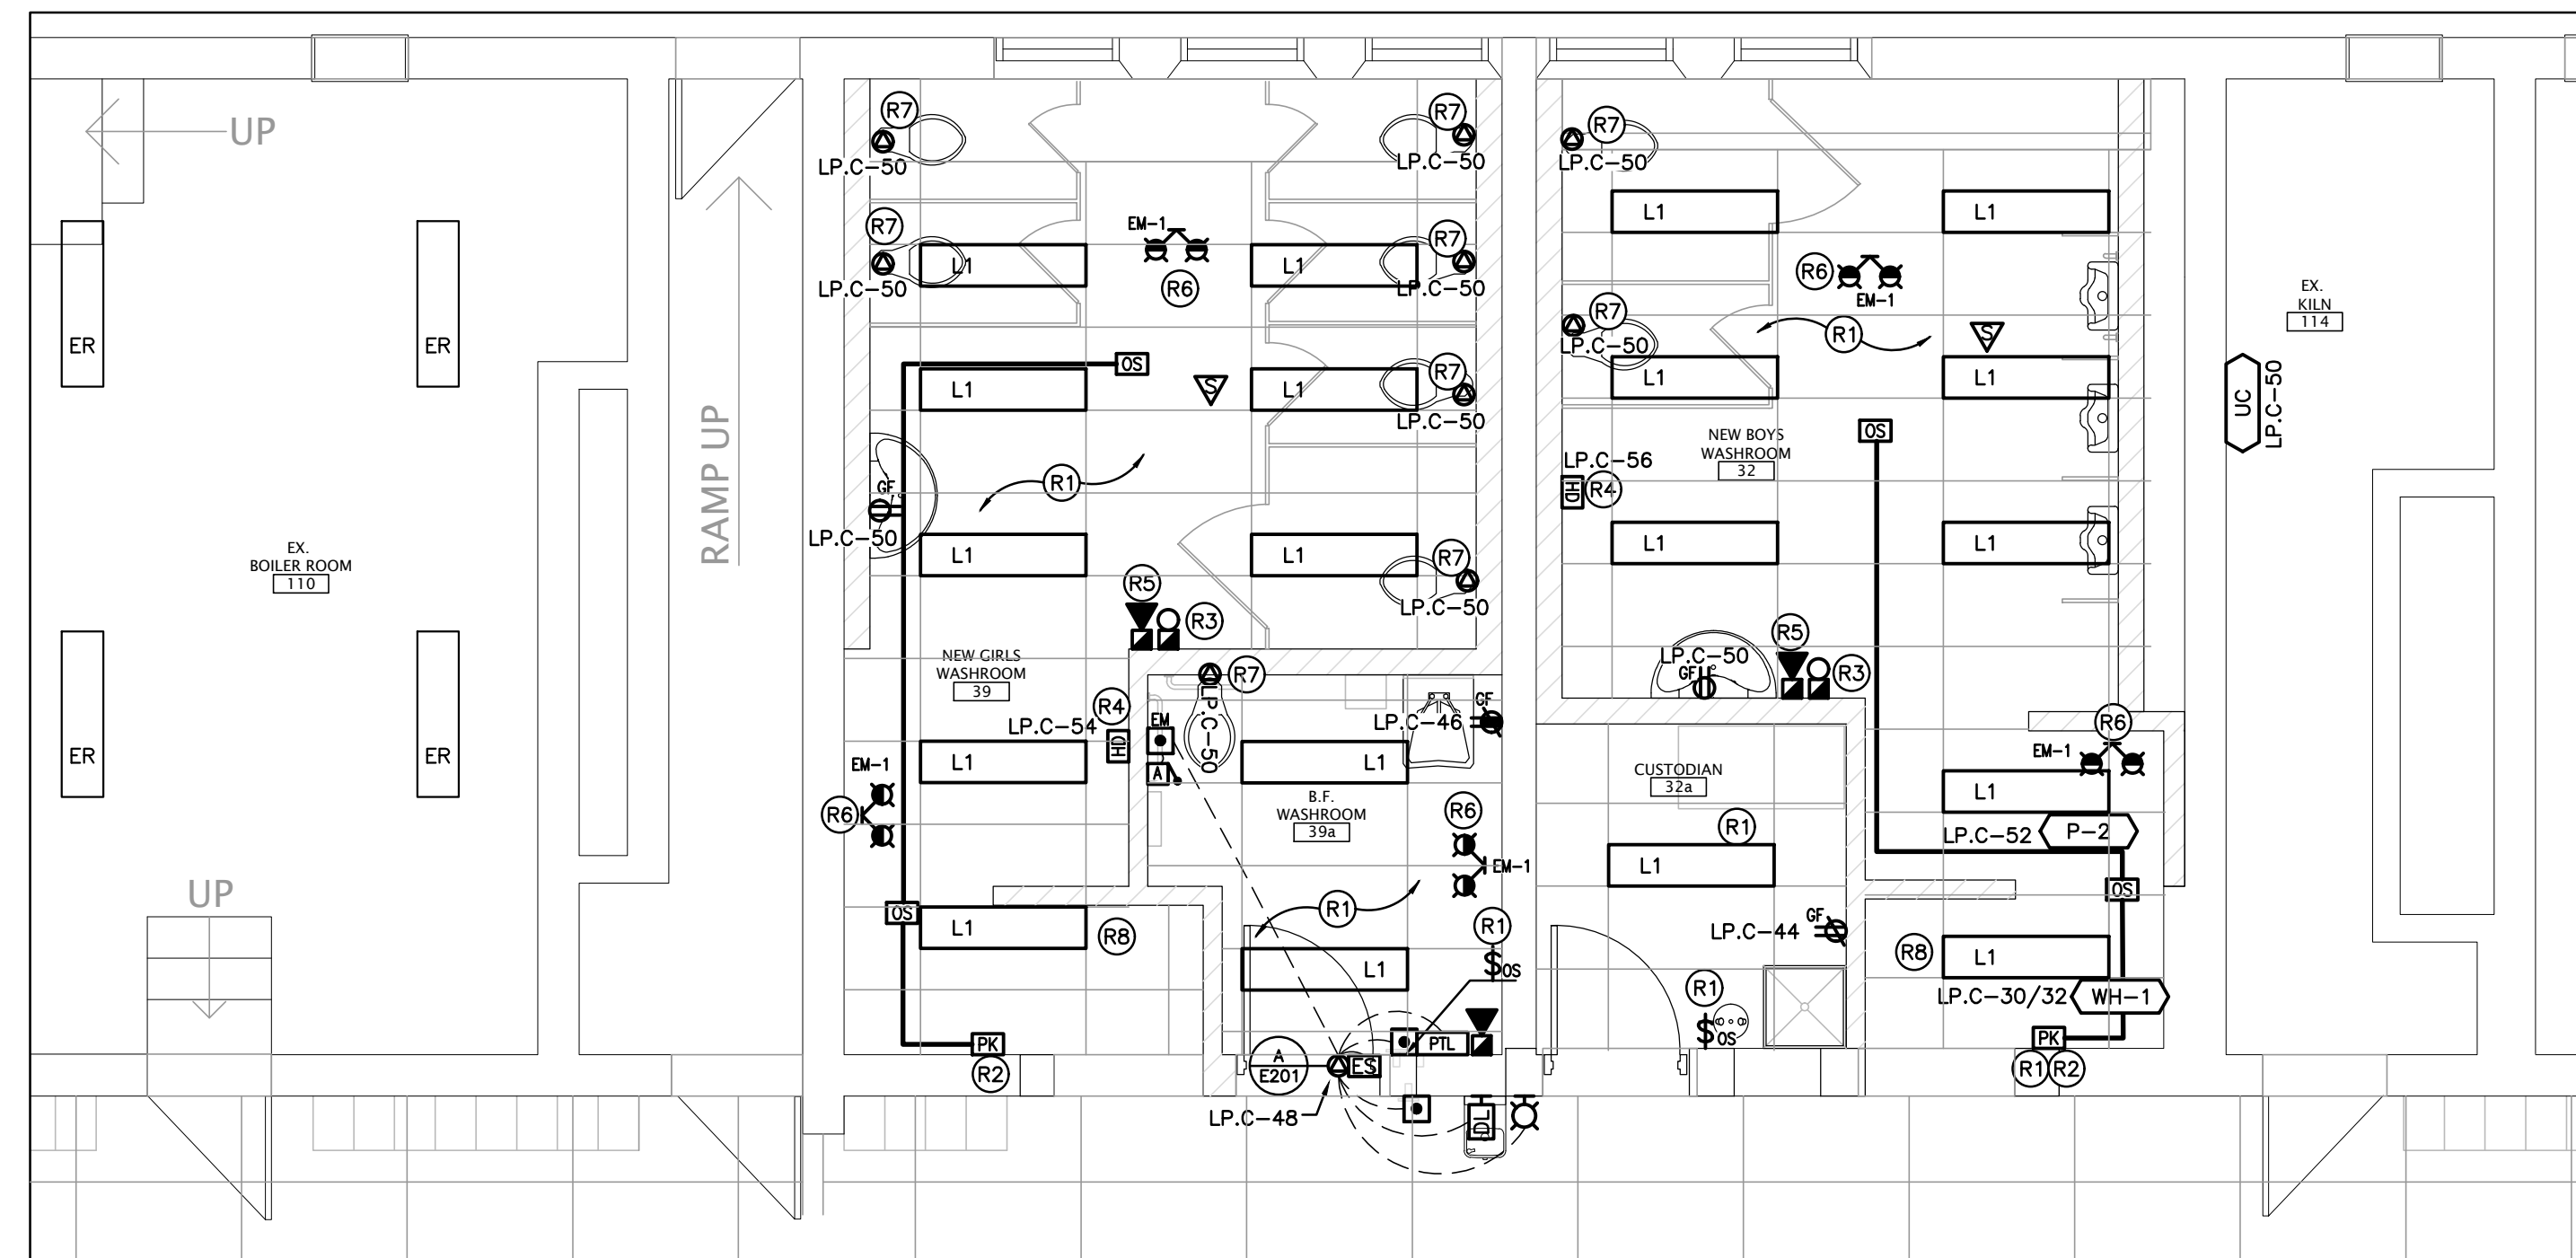 UP
ER
ER
ER
ER
EX.
BOILER ROOM
110
UP
RAMP UP
R7
LP.C-50
R7
LP.C-50
R7
LP.C-50
R7
LP.C-50
R7
LP.C-50
R7
LP.C-50
EM-1
R6
L1
L1
OS
L1
S
L1
R1
GF
LP.C-50
L1
L1
R5
R3
NEW GIRLS
WASHROOM
39
R4
LP.C-54
HD
L1
EM-1
R6
OS
L1
R8
PK
R2
R7
LP.C-50
EM
A
LP.C-46
GF
L1
B.F.
WASHROOM
39a
R6
EM-1
R1
R1
$OS
L1
A
E201
ES
PTL
LP.C-48
DL
R7
LP.C-50
L1
L1
R6
EM-1
R7
LP.C-50
R1
S
L1
L1
NEW BOYS
WASHROOM
32
OS
LP.C-56
HD
R4
L1
L1
LP.C-50
GF
R5
R3
CUSTODIAN
32a
R1
L1
GF
LP.C-44
R1
$OS
R6
EM-1
L1
LP.C-52
P-2
OS
R8
L1
LP.C-30/32
WH-1
PK
R1
R2
EX.
KILN
114
UC
LP.C-50